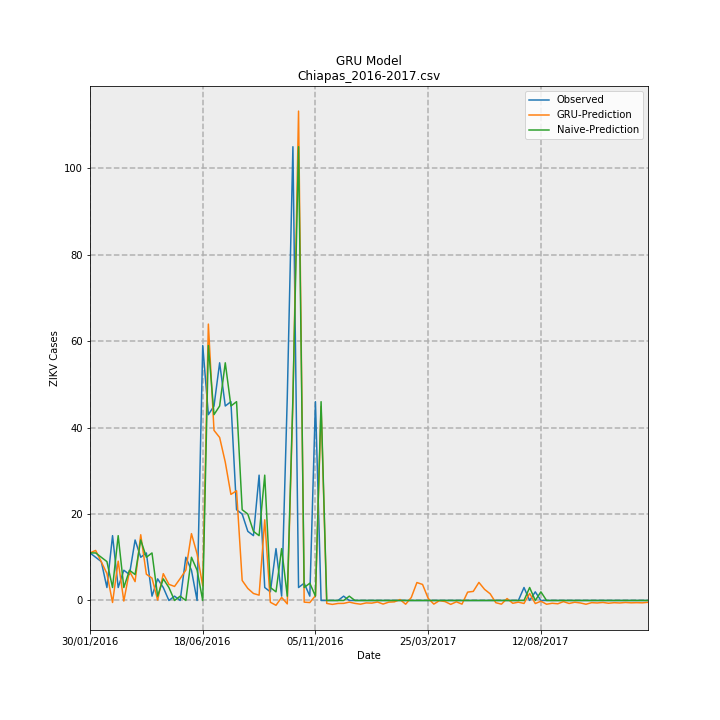 GRU Model
Chiapas_2016-2017.csv
Observed
GRU-Prediction
Naive-Prediction
100
80
60
40
20
0
ZIKV Cases
30/01/2016 18/06/2016 05/11/2016 25/03/2017 12/08/2017
Date